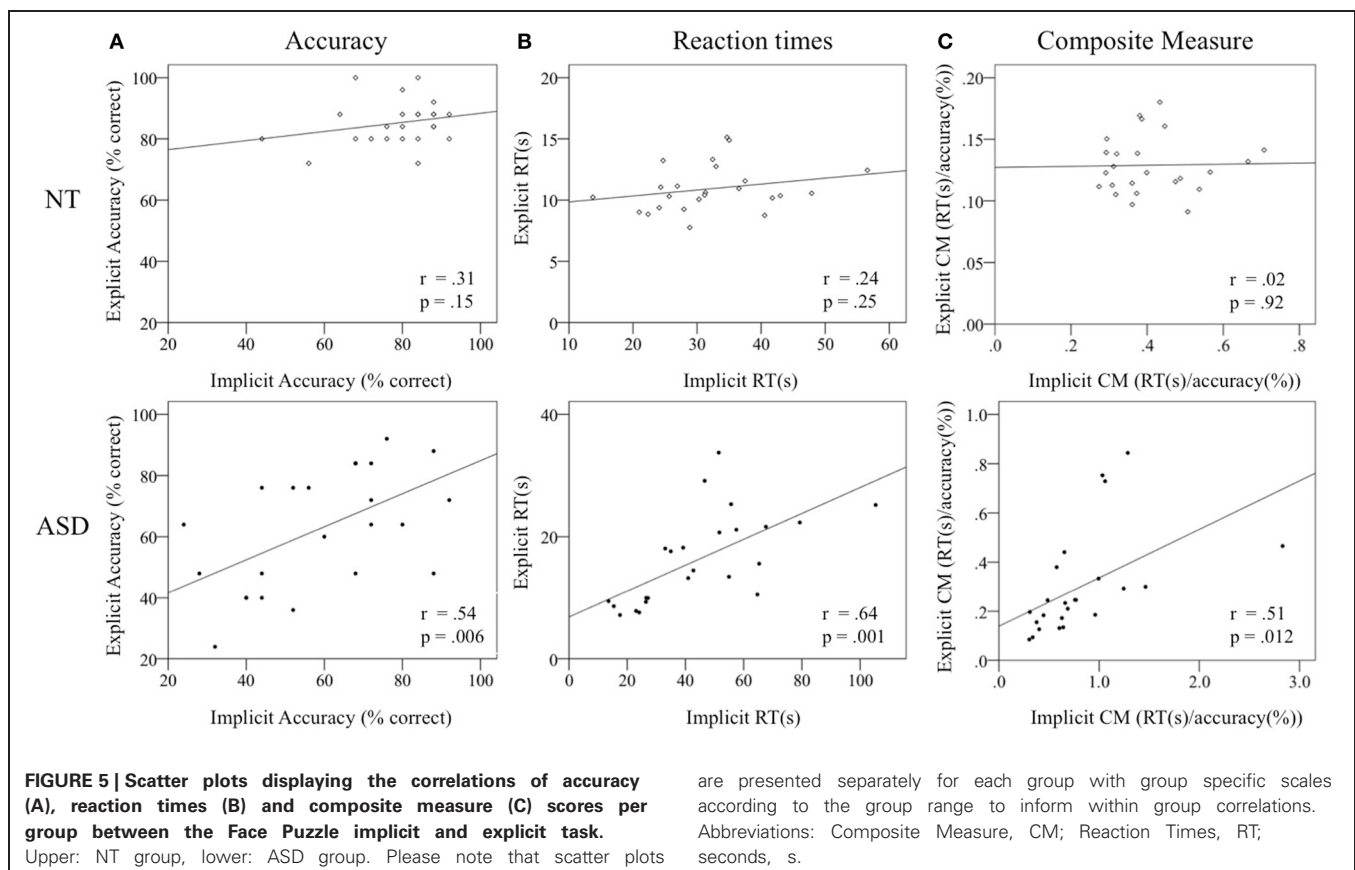 A Accuracy B Reaction times C Composite Measure
NT
Explicit Accuracy (% correct)
100
80
60
40
20
r = .31
p = .15
20 40 60 80 100
Implicit Accuracy (% correct)
Explicit RT(s)
20
15
10
5
0
r = .24
p = .25
10 20 30 40 50 60
Implicit RT(s)
Explicit CM (RT(s)/accuracy(%))
.20
.15
.10
.05
.00
r = .02
p = .92
.0 .2 .4 .6 .8
Implicit CM (RT(s)/accuracy(%))
ASD
Explicit Accuracy (% correct)
100
80
60
40
20
r = .54
p = .006
20 40 60 80 100
Implicit Accuracy (% correct)
Explicit RT(s)
40
20
0
r = .64
p = .001
0 20 40 60 80 100
Implicit RT(s)
Explicit CM (RT(s)/accuracy(%))
1.0
.8
.6
.4
.2
.0
r = .51
p = .012
.0 1.0 2.0 3.0
Implicit CM (RT(s)/accuracy(%))
FIGURE 5 | Scatter plots displaying the correlations of accuracy
(A), reaction times (B) and composite measure (C) scores per
group between the Face Puzzle implicit and explicit task.
Upper: NT group, lower: ASD group. Please note that scatter plots
are presented separately for each group with group specific scales
according to the group range to inform within group correlations.
Abbreviations: Composite Measure, CM; Reaction Times, RT;
seconds, s.